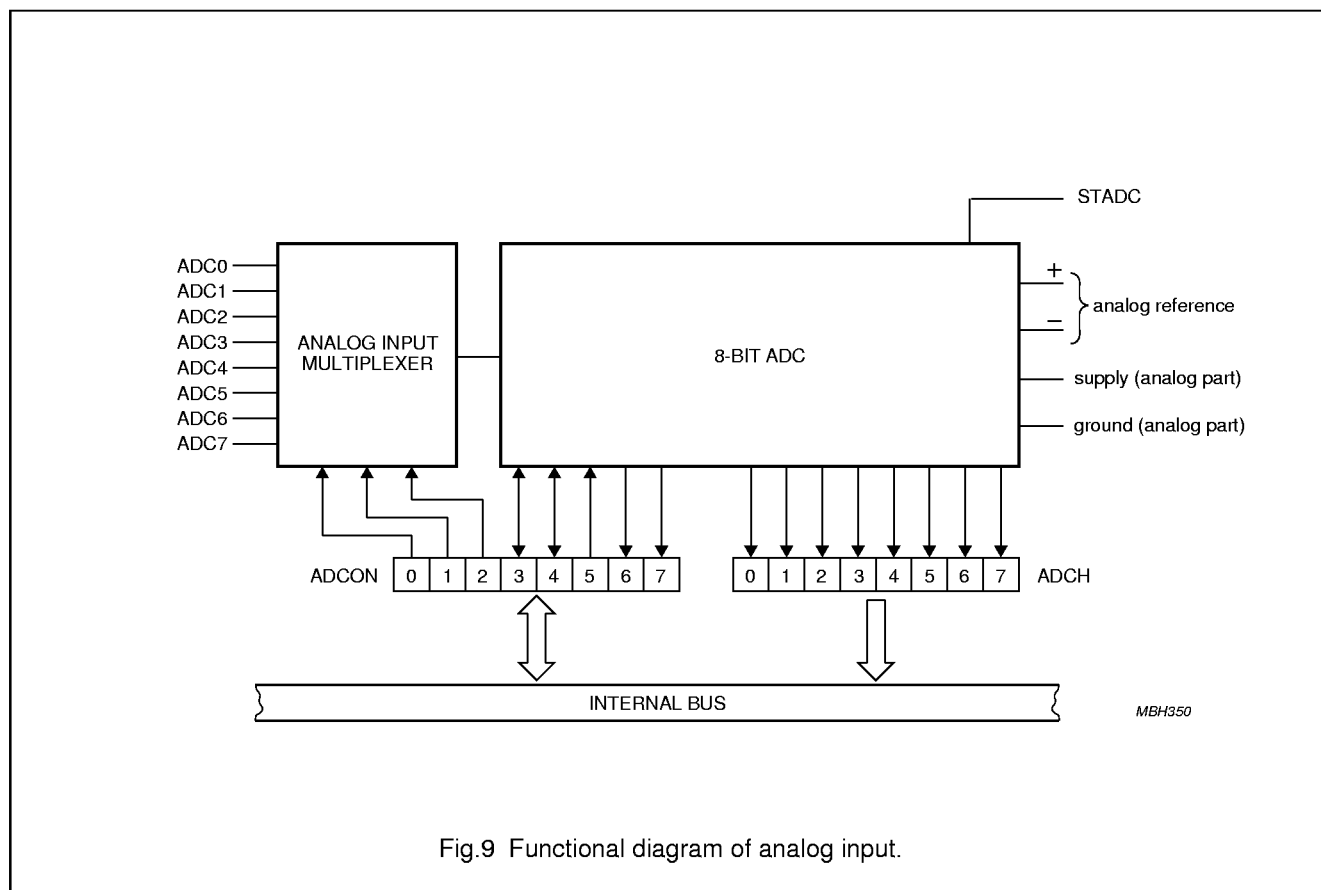 STADC
ADC0
ADC1
ADC2
ADC3
ADC4
ADC5
ADC6
ADC7
ANALOG INPUT
MULTIPLEXER
8-BIT ADC
+
−
analog reference
supply (analog part)
ground (analog part)
ADCON 0 1 2 3 4 5 6 7
0 1 2 3 4 5 6 7 ADCH
INTERNAL BUS
MBH350
Fig.9 Functional diagram of analog input.